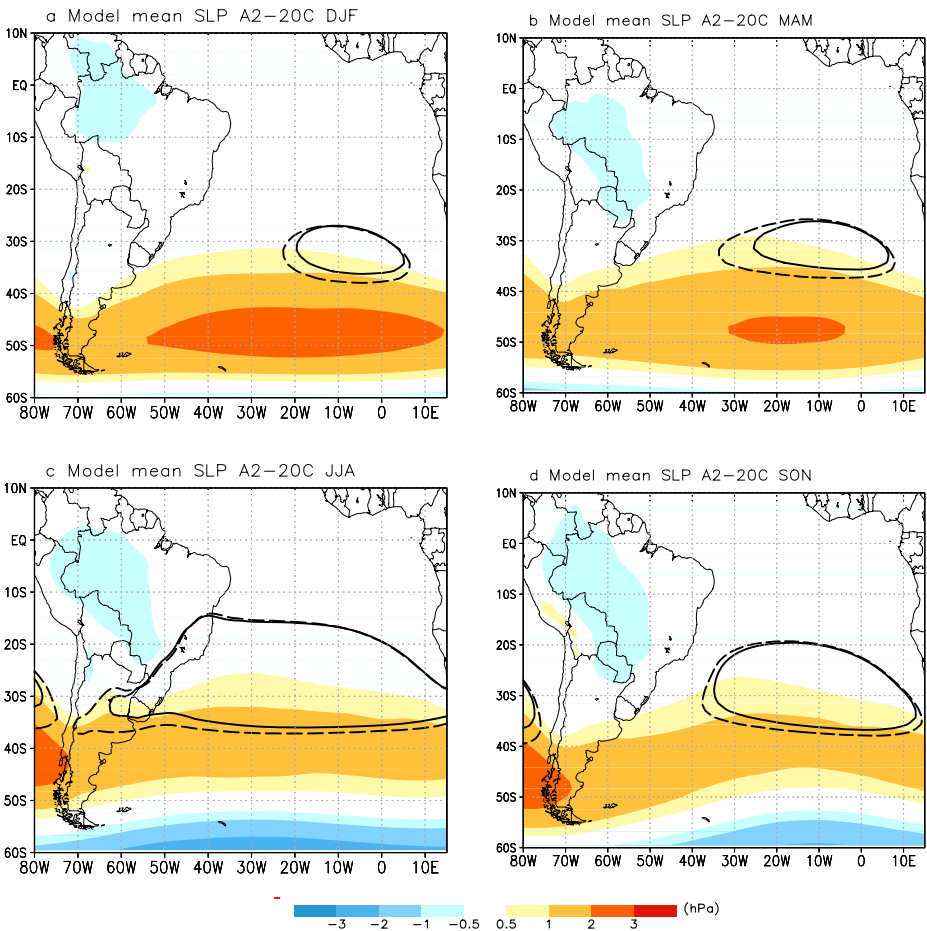 a Model mean SLP A2−20C DJF
10N
EQ
10S
20S
30S
40S
50S
60S
80W 70W 60W 50W 40W 30W 20W 10W 0 10E
b Model mean SLP A2−20C MAM
10N
EQ
10S
20S
30S
40S
50S
60S
80W 70W 60W 50W 40W 30W 20W 10W 0 10E
c Model mean SLP A2−20C JJA
10N
EQ
10S
20S
30S
40S
50S
60S
80W 70W 60W 50W 40W 30W 20W 10W 0 10E
d Model mean SLP A2−20C SON
10N
EQ
10S
20S
30S
40S
50S
60S
80W 70W 60W 50W 40W 30W 20W 10W 0 10E
−3 −2 −1 −0.5 0.5 1 2 3 (hPa)